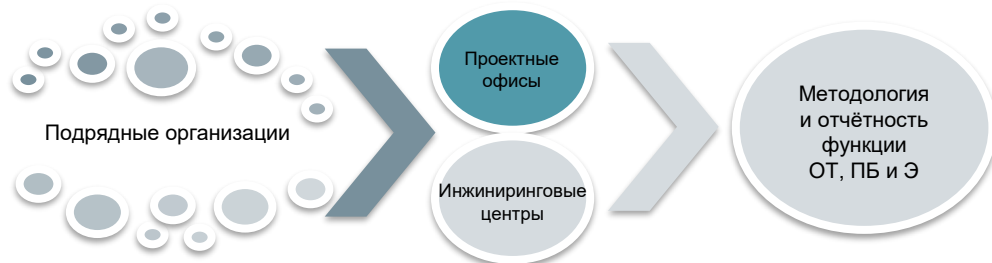 Подрядные организации
Проектные
офисы
Инжиниринговые
центры
Методология
и отчётность
функции
ОТ, ПБ и Э